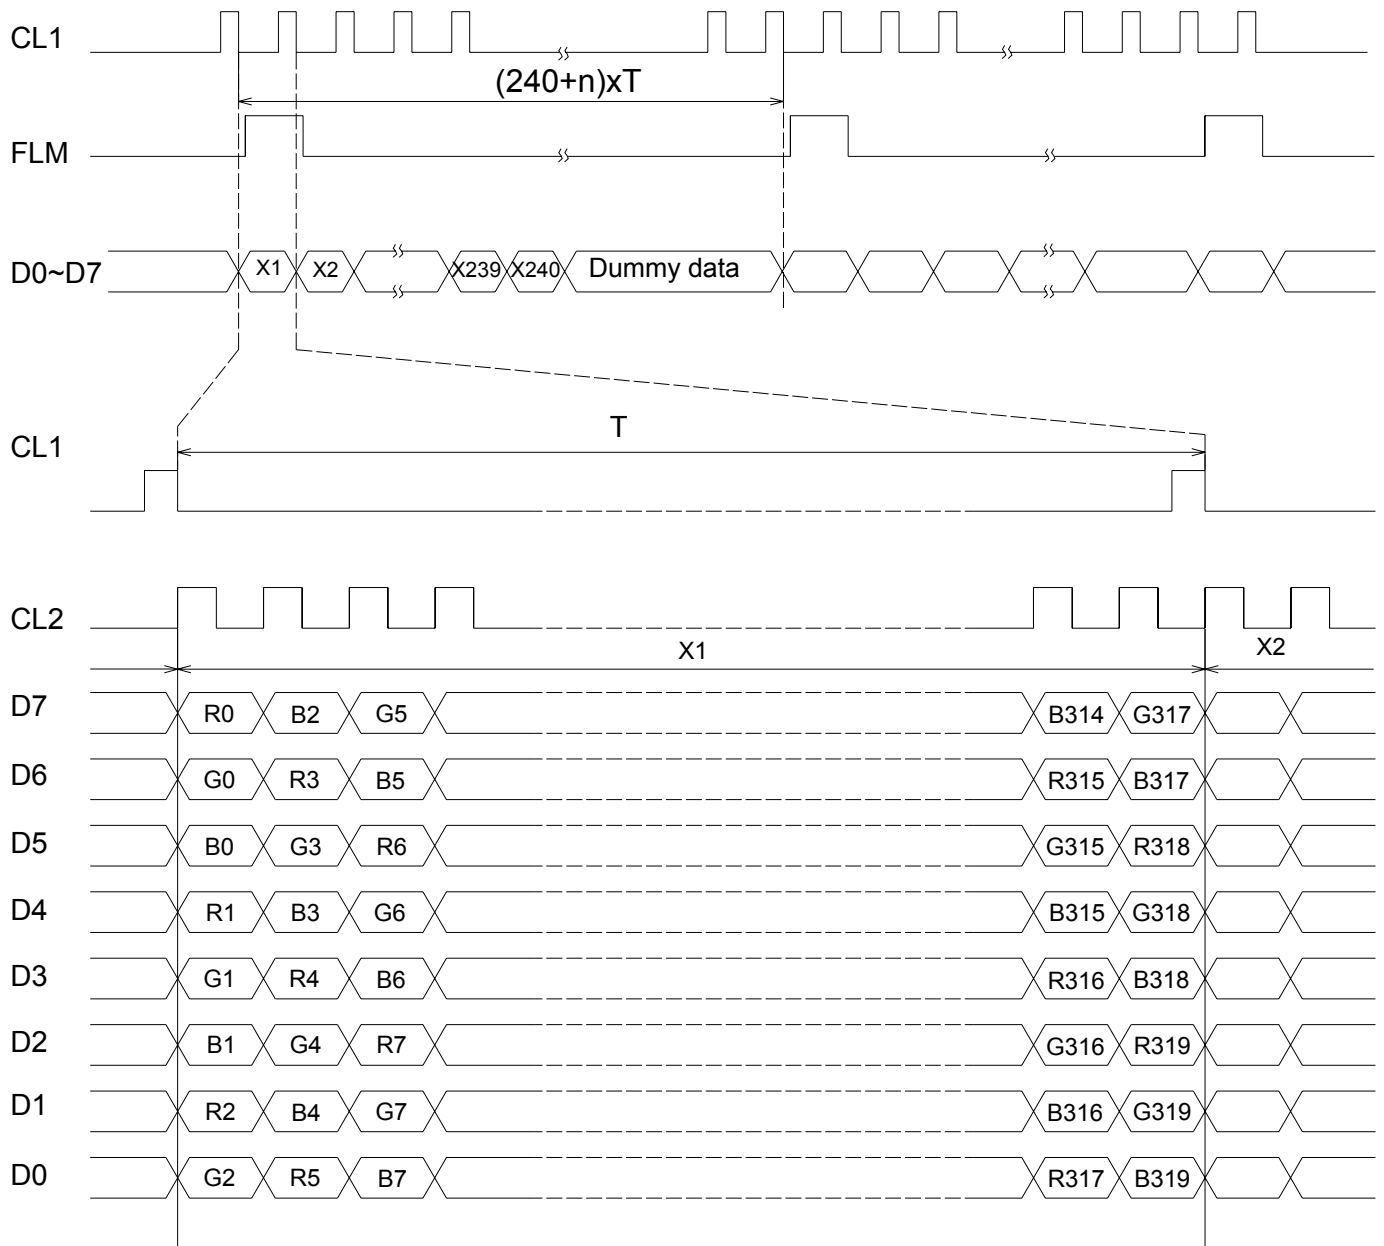 CL1
(240+n)xT
FLM
D0~D7 X1 X2 X239 X240 Dummy data
T
CL1
CL2
X1 X2
D7 R0 B2 G5 B314 G317
D6 G0 R3 B5 R315 B317
D5 B0 G3 R6 G315 R318
D4 R1 B3 G6 B315 G318
D3 G1 R4 B6 R316 B318
D2 B1 G4 R7 G316 R319
D1 R2 B4 G7 B316 G319
D0 G2 R5 B7 R317 B319